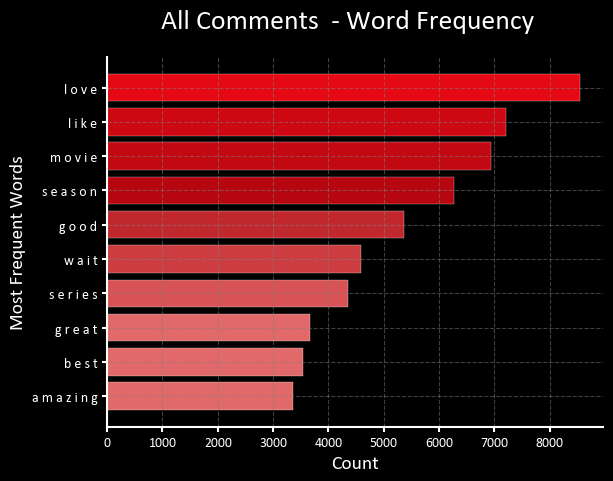 All Comments - Word Frequency
Most Frequent Words
love
like
movie
season
good
wait
series
great
best
amazing
0 1000 2000 3000 4000 5000 6000 7000 8000
Count